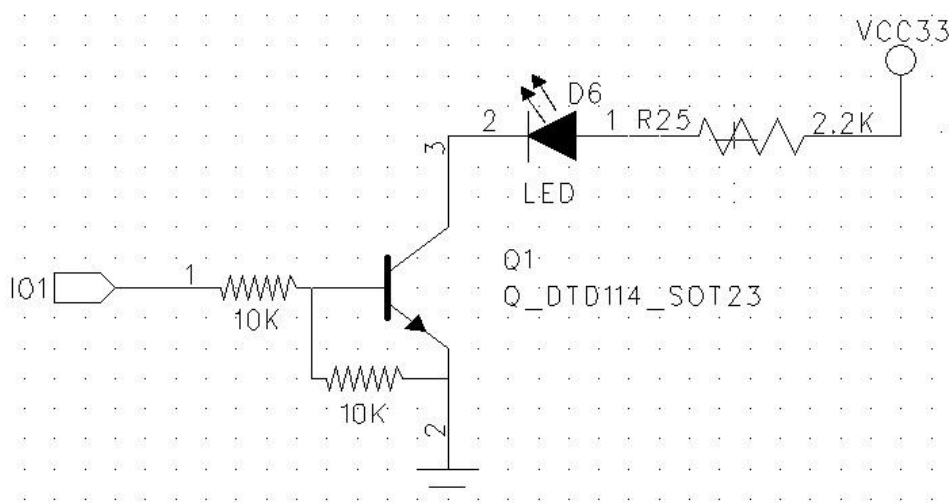 VCC33
D6
2 1 R25 2.2K
3
LED
Q1
Q_DTD114_SOT23
IO1 1
10K
10K
2